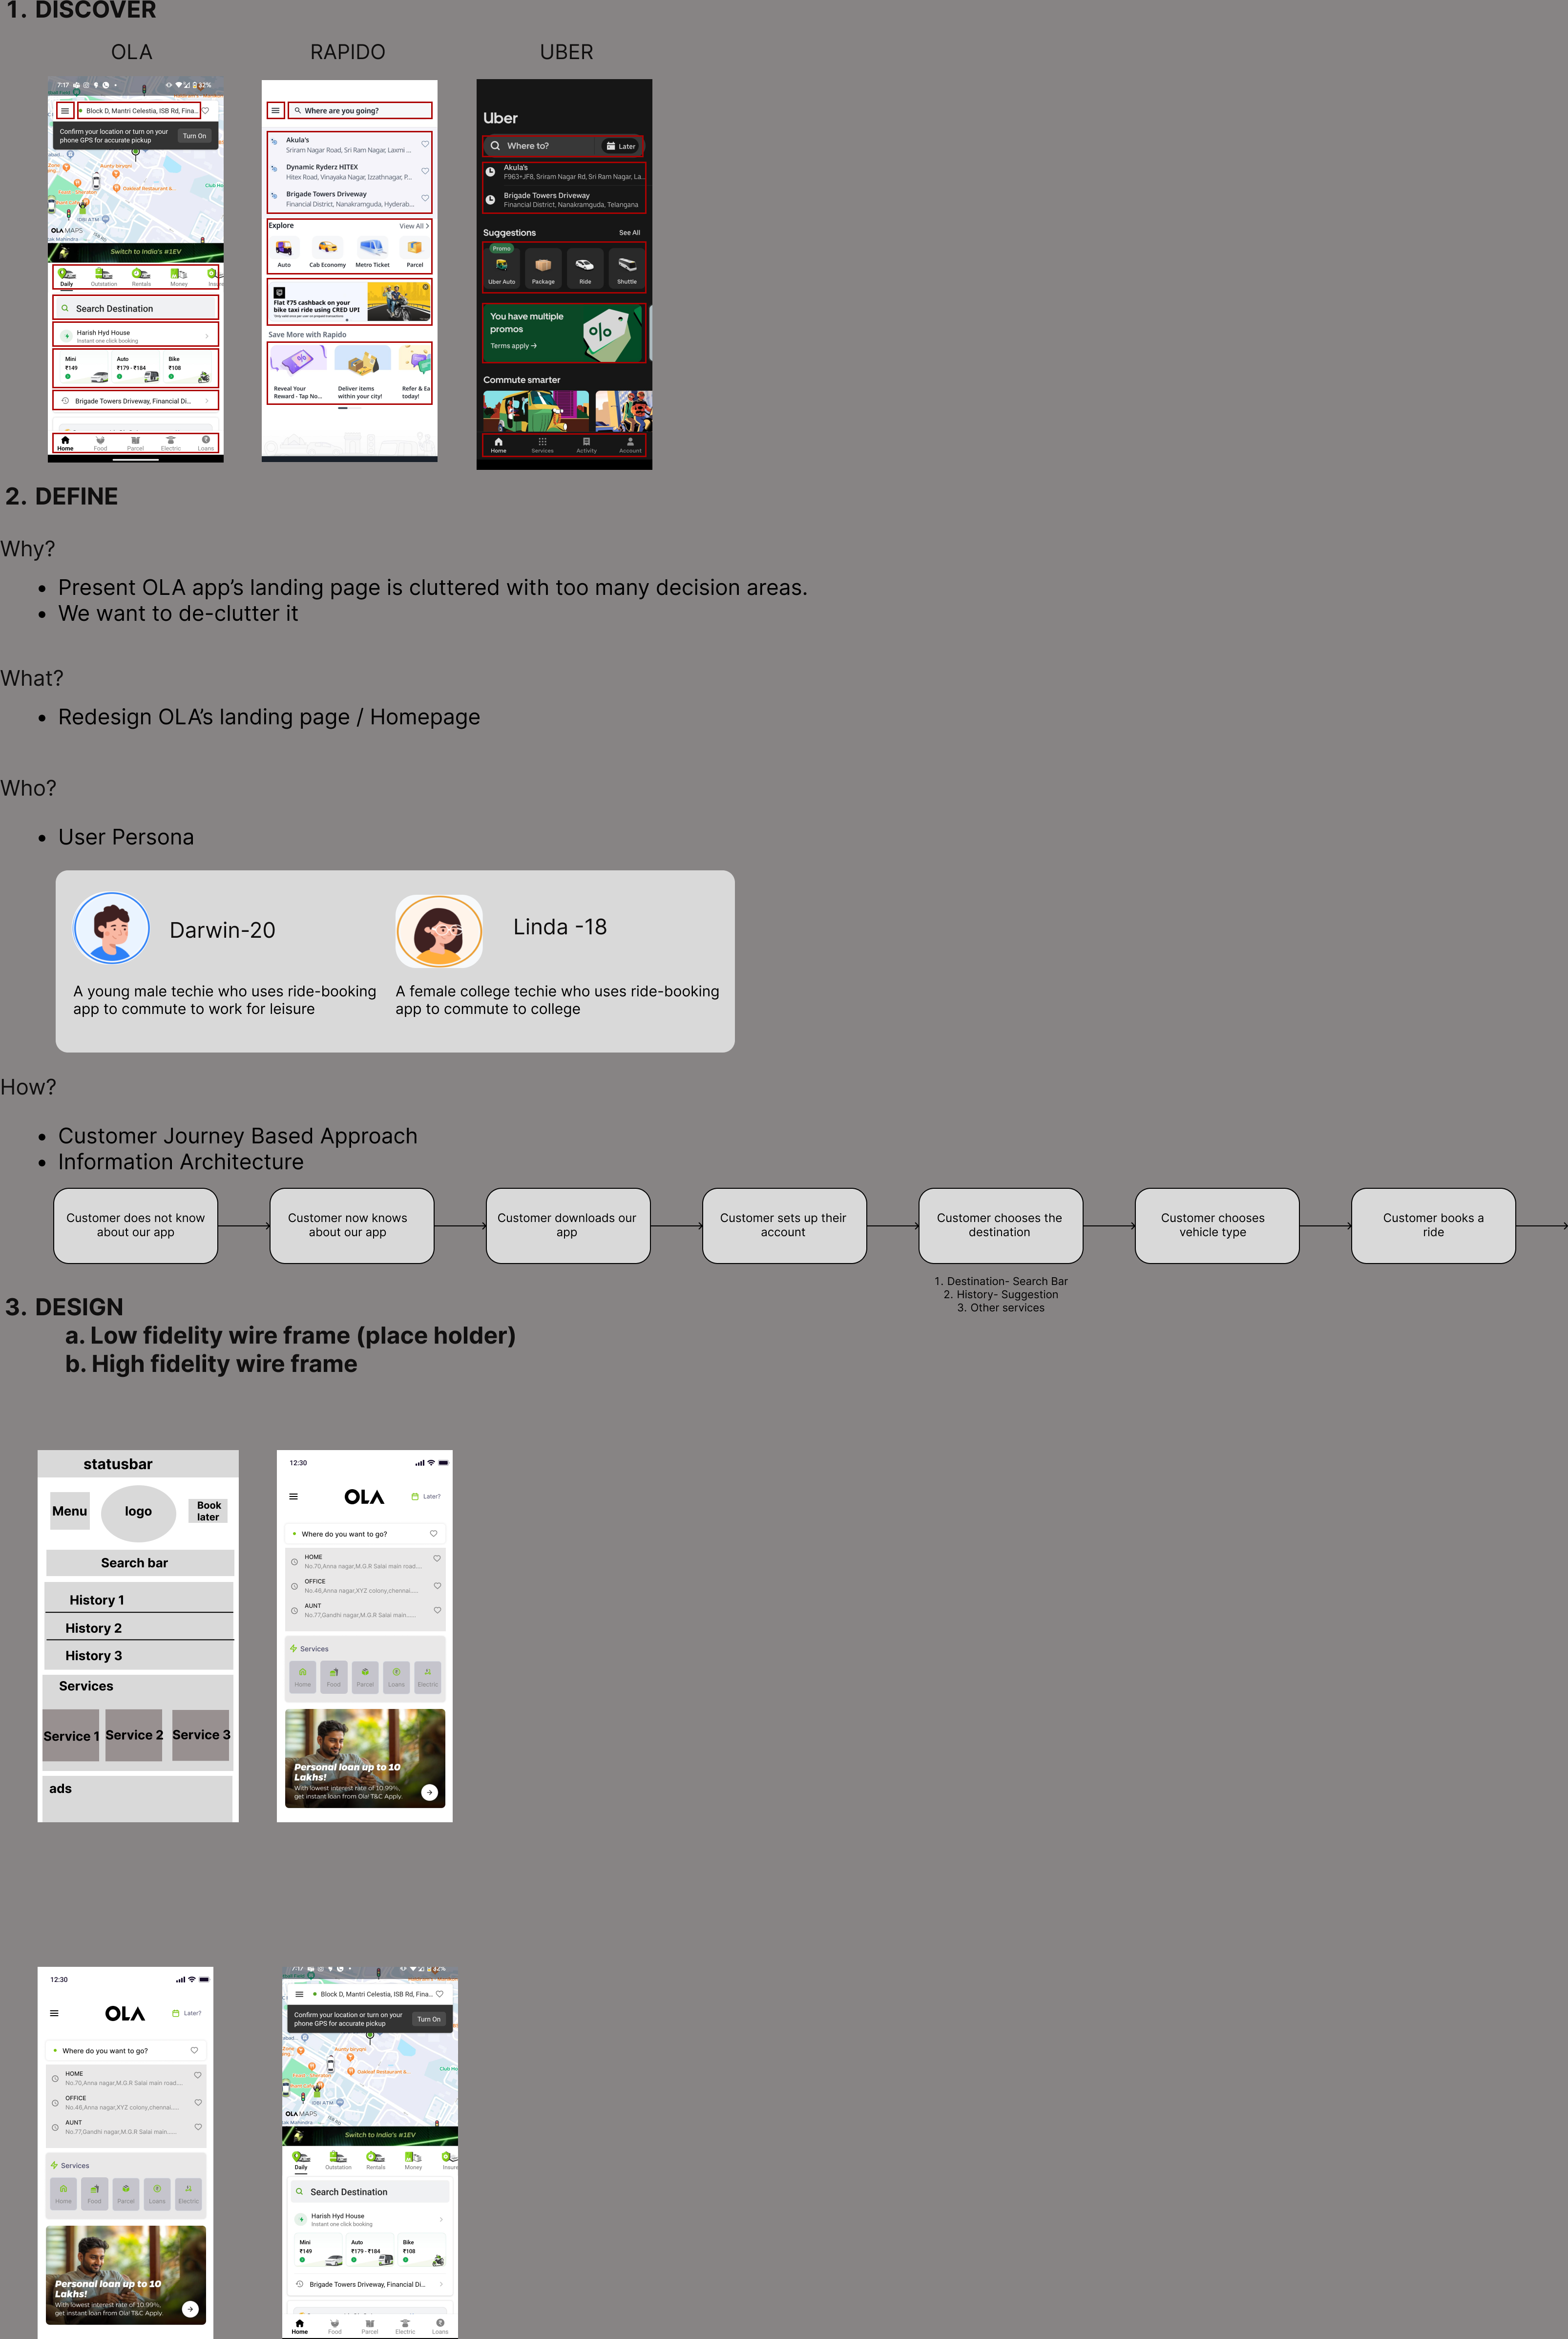 1. DISCOVER
OLA
RAPIDO
UBER
7:17
32%
Block D, Mantri Celestia, ISB Rd, Fina...
Confirm your location or turn on your
phone GPS for accurate pickup
Turn On
Zone
Aunty biryani
Feast - Sheraton
Oakleaf Restaurant &...
Club Ho
IDBI ATM
OLA MAPS
Switch to India's #1EV
Daily
Outstation
Rentals
Money
Insure
Search Destination
Harish Hyd House
Instant one click booking
Mini
₹149
Auto
₹179 - ₹184
Bike
₹108
Brigade Towers Driveway, Financial Di...
Home
Food
Parcel
Electric
Loans
Where are you going?
Akula's
Sriram Nagar Road, Sri Ram Nagar, Laxmi ...
Dynamic Ryderz HITEX
Hitex Road, Vinayaka Nagar, Izzathnagar, P...
Brigade Towers Driveway
Financial District, Nanakramguda, Hyderab...
Explore
View All
Auto
Cab Economy
Metro Ticket
Parcel
Flat ₹75 cashback on your
bike taxi ride using CRED UPI
Save More with Rapido
Reveal Your
Reward - Tap No...
Deliver items
within your city!
Refer & Ea
today!
Uber
Where to?
Later
Akula's
F963+JF8, Sriram Nagar Rd, Sri Ram Nagar, La...
Brigade Towers Driveway
Financial District, Nanakramguda, Telangana
Suggestions
See All
Promo
Uber Auto
Package
Ride
Shuttle
You have multiple
promos
Terms apply →
Commute smarter
Home
Services
Activity
Account
2. DEFINE
Why?
• Present OLA app’s landing page is cluttered with too many decision areas.
• We want to de-clutter it
What?
• Redesign OLA’s landing page / Homepage
Who?
• User Persona
Darwin-20
A young male techie who uses ride-booking
app to commute to work for leisure
Linda -18
A female college techie who uses ride-booking
app to commute to college
How?
• Customer Journey Based Approach
• Information Architecture
Customer does not know
about our app
Customer now knows
about our app
Customer downloads our
app
Customer sets up their
account
Customer chooses the
destination
Customer chooses
vehicle type
Customer books a
ride
1. Destination- Search Bar
2. History- Suggestion
3. Other services
3. DESIGN
a. Low fidelity wire frame (place holder)
b. High fidelity wire frame
statusbar
Menu
logo
Book
later
Search bar
History 1
History 2
History 3
Services
Service 1
Service 2
Service 3
ads
12:30
OLA
Later?
Where do you want to go?
HOME
No.70,Anna nagar,M.G.R Salai main road....
OFFICE
No.46,Anna nagar,XYZ colony,chennai.....
AUNT
No.77,Gandhi nagar,M.G.R Salai main......
Services
Home
Food
Parcel
Loans
Electric
Personal loan up to 10
Lakhs!
With lowest interest rate of 10.99%,
get instant loan from Ola! T&C Apply.
12:30
OLA
Later?
Where do you want to go?
HOME
No.70,Anna nagar,M.G.R Salai main road....
OFFICE
No.46,Anna nagar,XYZ colony,chennai.....
AUNT
No.77,Gandhi nagar,M.G.R Salai main......
Services
Home
Food
Parcel
Loans
Electric
Personal loan up to 10
Lakhs!
With lowest interest rate of 10.99%,
get instant loan from Ola! T&C Apply.
Block D, Mantri Celestia, ISB Rd, Fina...
Confirm your location or turn on your
phone GPS for accurate pickup
Turn On
Zone
Aunty biryani
Feast - Sheraton
Oakleaf Restaurant &...
Club Ho
IDBI ATM
OLA MAPS
Switch to India's #1EV
Daily
Outstation
Rentals
Money
Insure
Search Destination
Harish Hyd House
Instant one click booking
Mini
₹149
Auto
₹179 - ₹184
Bike
₹108
Brigade Towers Driveway, Financial Di...
Home
Food
Parcel
Electric
Loans